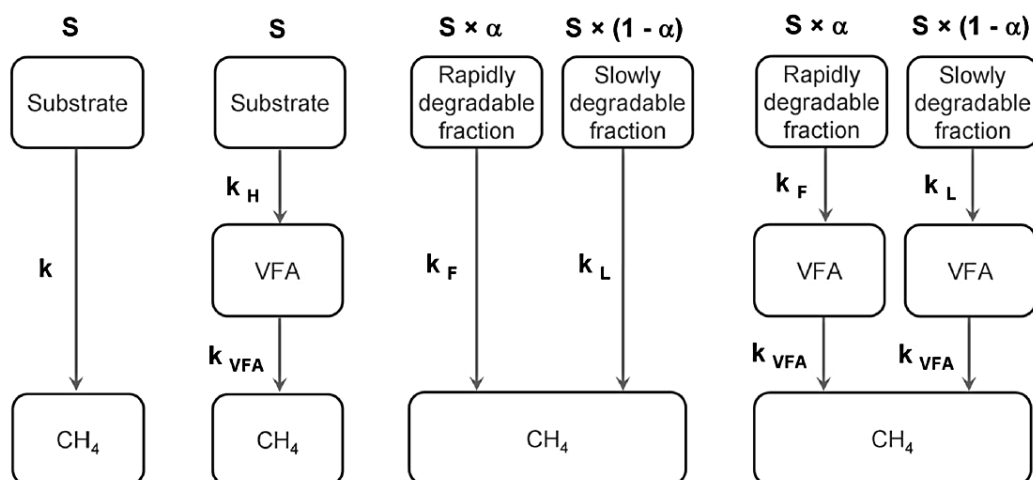 S
Substrate
k
CH₄
S
Substrate
k H
VFA
k VFA
CH₄
S × α
S × (1 - α)
Rapidly
degradable
fraction
Slowly
degradable
fraction
k F
k L
CH₄
S × α
S × (1 - α)
Rapidly
degradable
fraction
Slowly
degradable
fraction
k F
k L
VFA
VFA
k VFA
k VFA
CH₄